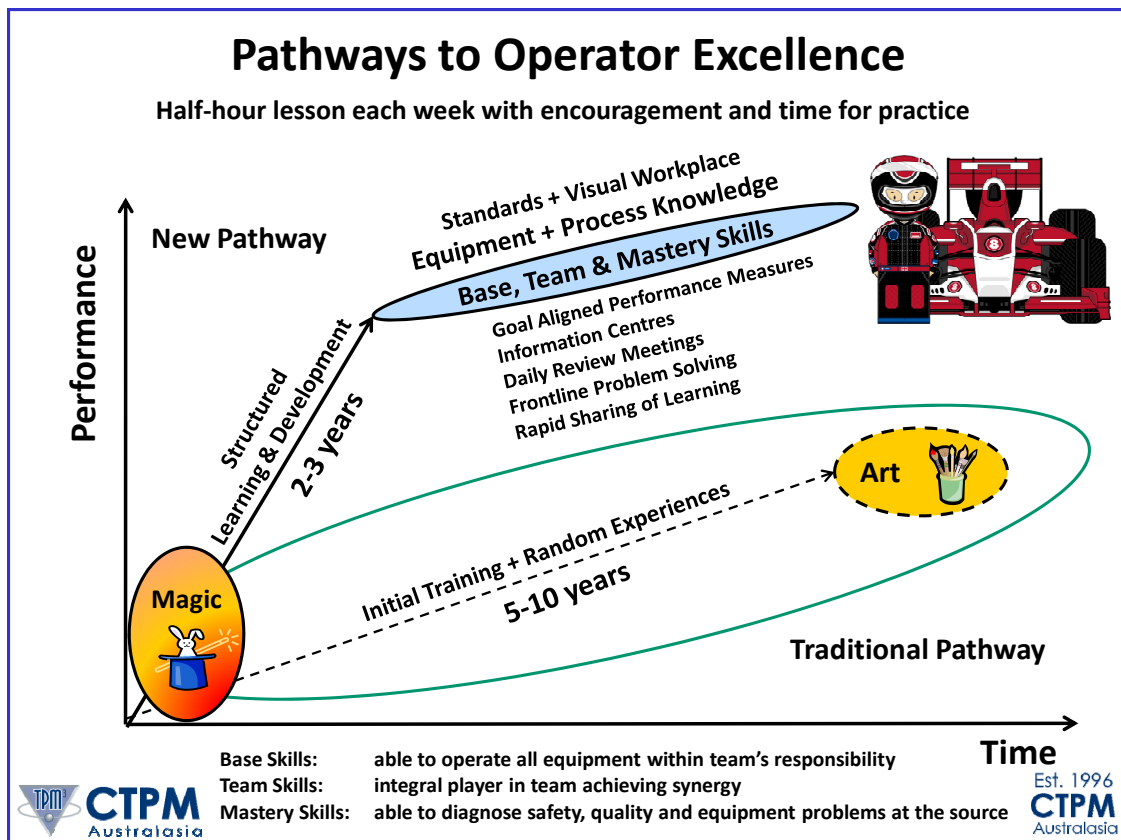 Pathways to Operator Excellence
Half-hour lesson each week with encouragement and time for practice
Performance
New Pathway
Standards + Visual Workplace
Equipment + Process Knowledge
Base, Team & Mastery Skills
Goal Aligned Performance Measures
Information Centres
Daily Review Meetings
Frontline Problem Solving
Rapid Sharing of Learning
8
Structured
Learning & Development
2-3 years
Magic
Initial Training + Random Experiences
5-10 years
Art
Traditional Pathway
Time
Base Skills: able to operate all equipment within team's responsibility
Team Skills: integral player in team achieving synergy
Mastery Skills: able to diagnose safety, quality and equipment problems at the source
TPM3
CTPM
Australasia
Est. 1996
CTPM
Australasia